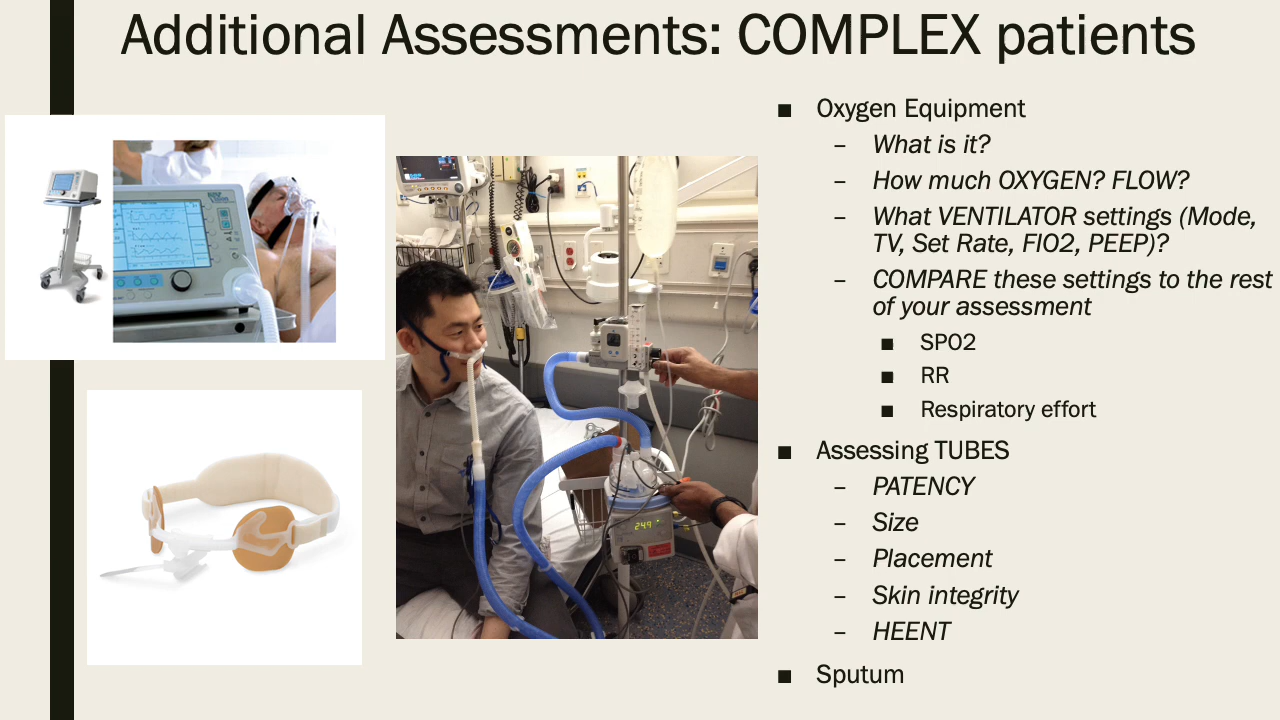 Additional Assessments: COMPLEX patients
■ Oxygen Equipment
– What is it?
– How much OXYGEN? FLOW?
– What VENTILATOR settings (Mode,
TV, Set Rate, FIO2, PEEP)?
– COMPARE these settings to the rest
of your assessment
■ SPO2
■ RR
■ Respiratory effort
■ Assessing TUBES
– PATENCY
– Size
– Placement
– Skin integrity
– HEENT
■ Sputum